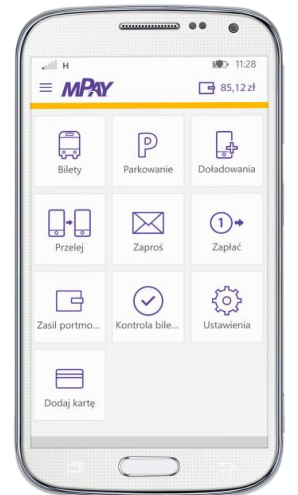 H 11:28
mPAY 85,12 zł
Bilety Parkowanie Doładowania
Przelej Zaproś 1 Zapłać
Zasil portmo... Kontrola bile... Ustawienia
Dodaj kartę